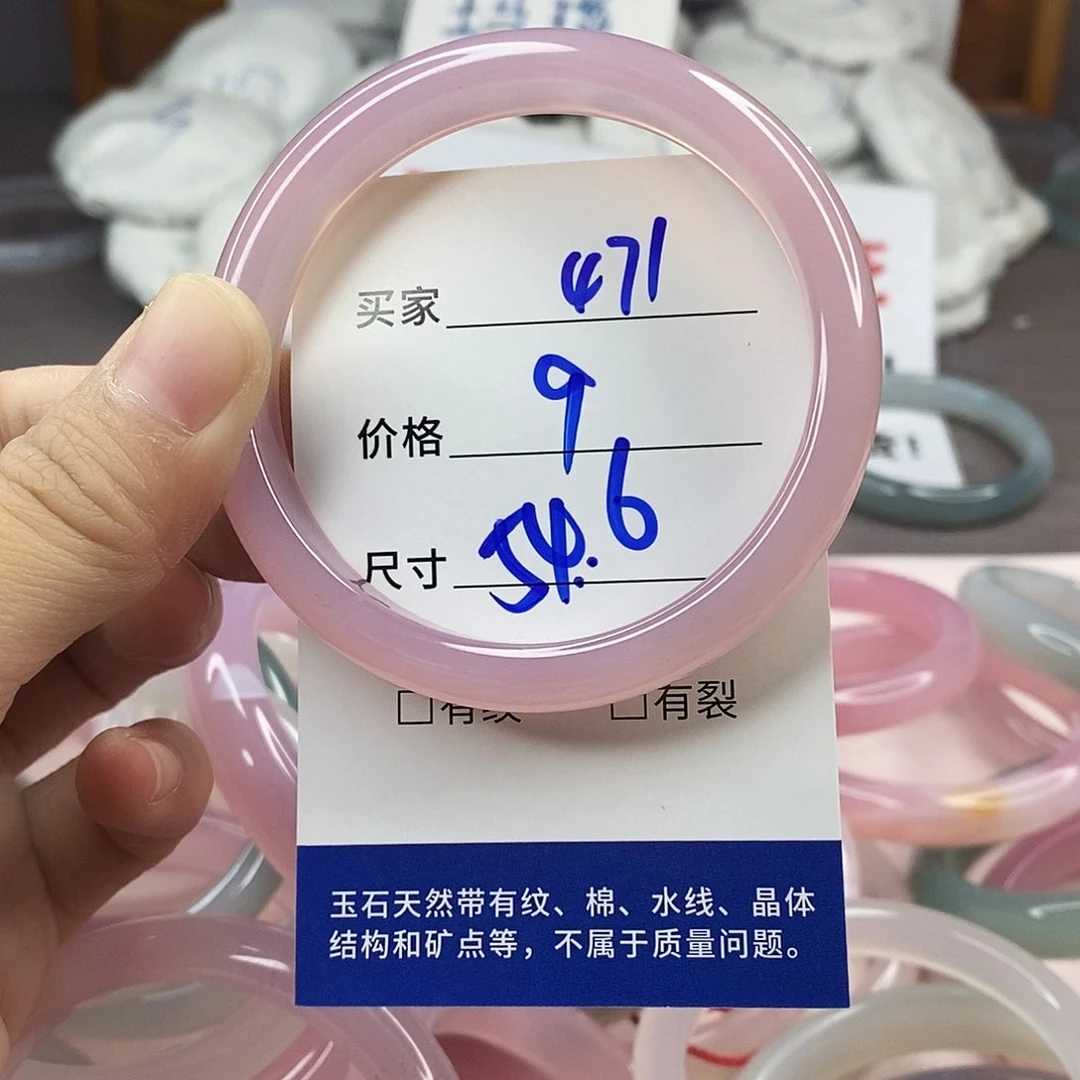 买家 471
价格 9
尺寸 54.6
□有纹 □有裂
玉石天然带有纹、棉、水线、晶体
结构和矿点等，不属于质量问题。